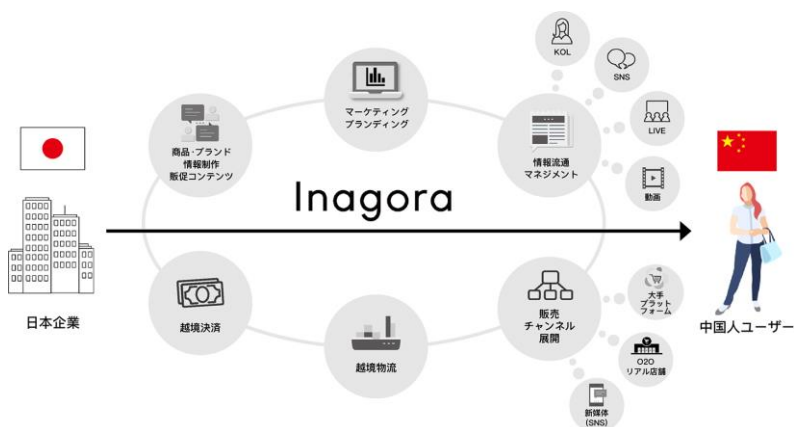 KOL
SNS
LIVE
動画
マーケティング
ブランディング
商品・ブランド
情報制作
販促コンテンツ
情報流通
マネジメント
Inagora
日本企業
中国人ユーザー
越境決済
越境物流
販売
チャンネル
展開
大手
プラット
フォーム
O2O
リアル店舗
新媒体
(SNS)